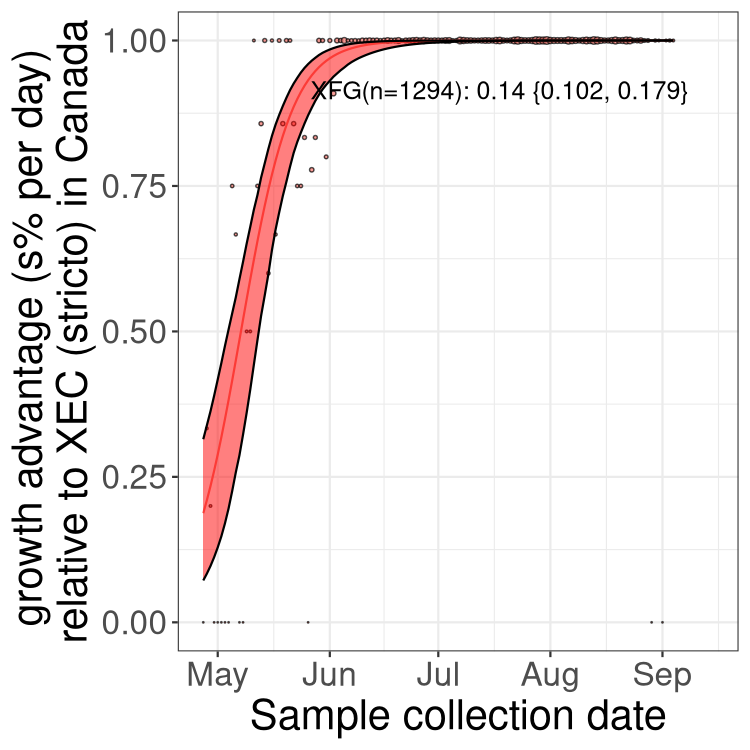 growth advantage (s% per day)
relative to XEC (stricto) in Canada
1.00
0.75
0.50
0.25
0.00
XFG(n=1294): 0.14 {0.102, 0.179}
May Jun Jul Aug Sep
Sample collection date